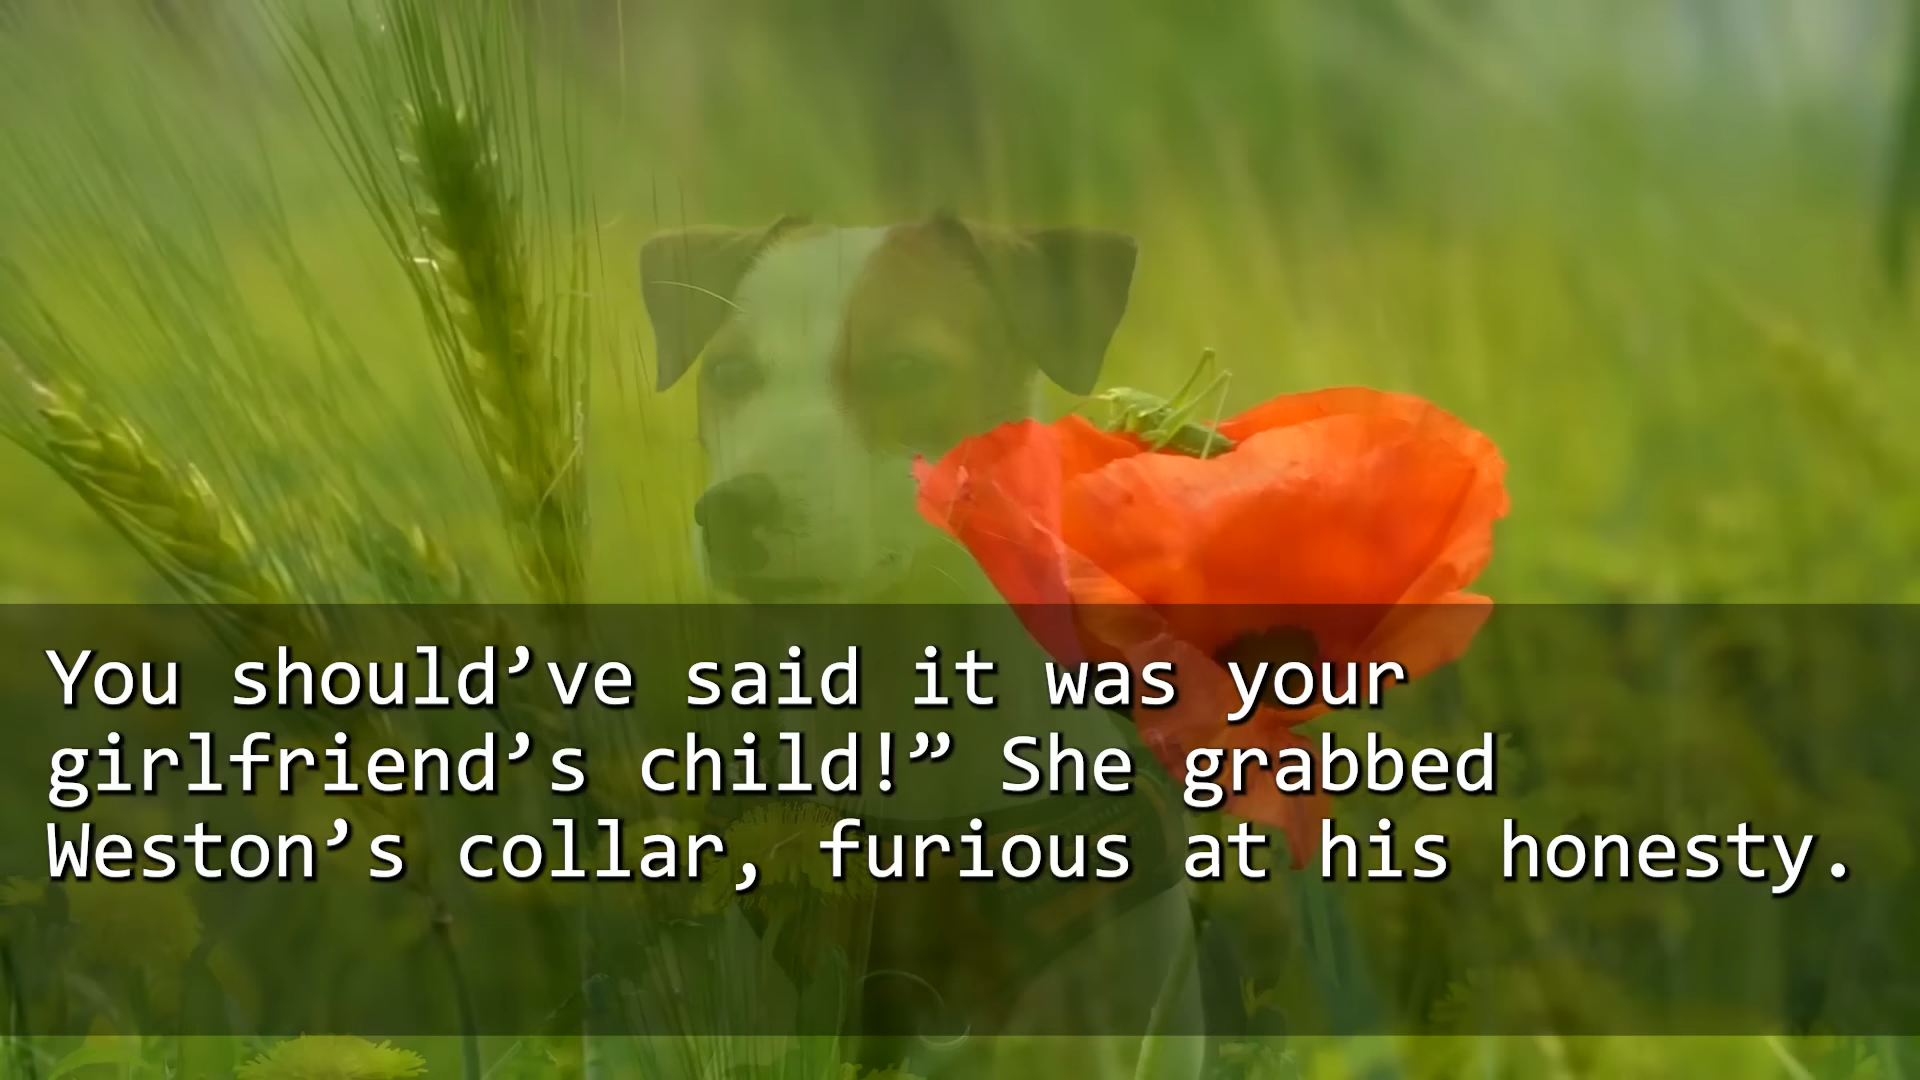 You should’ve said it was your
girlfriend’s child!” She grabbed
Weston’s collar, furious at his honesty.